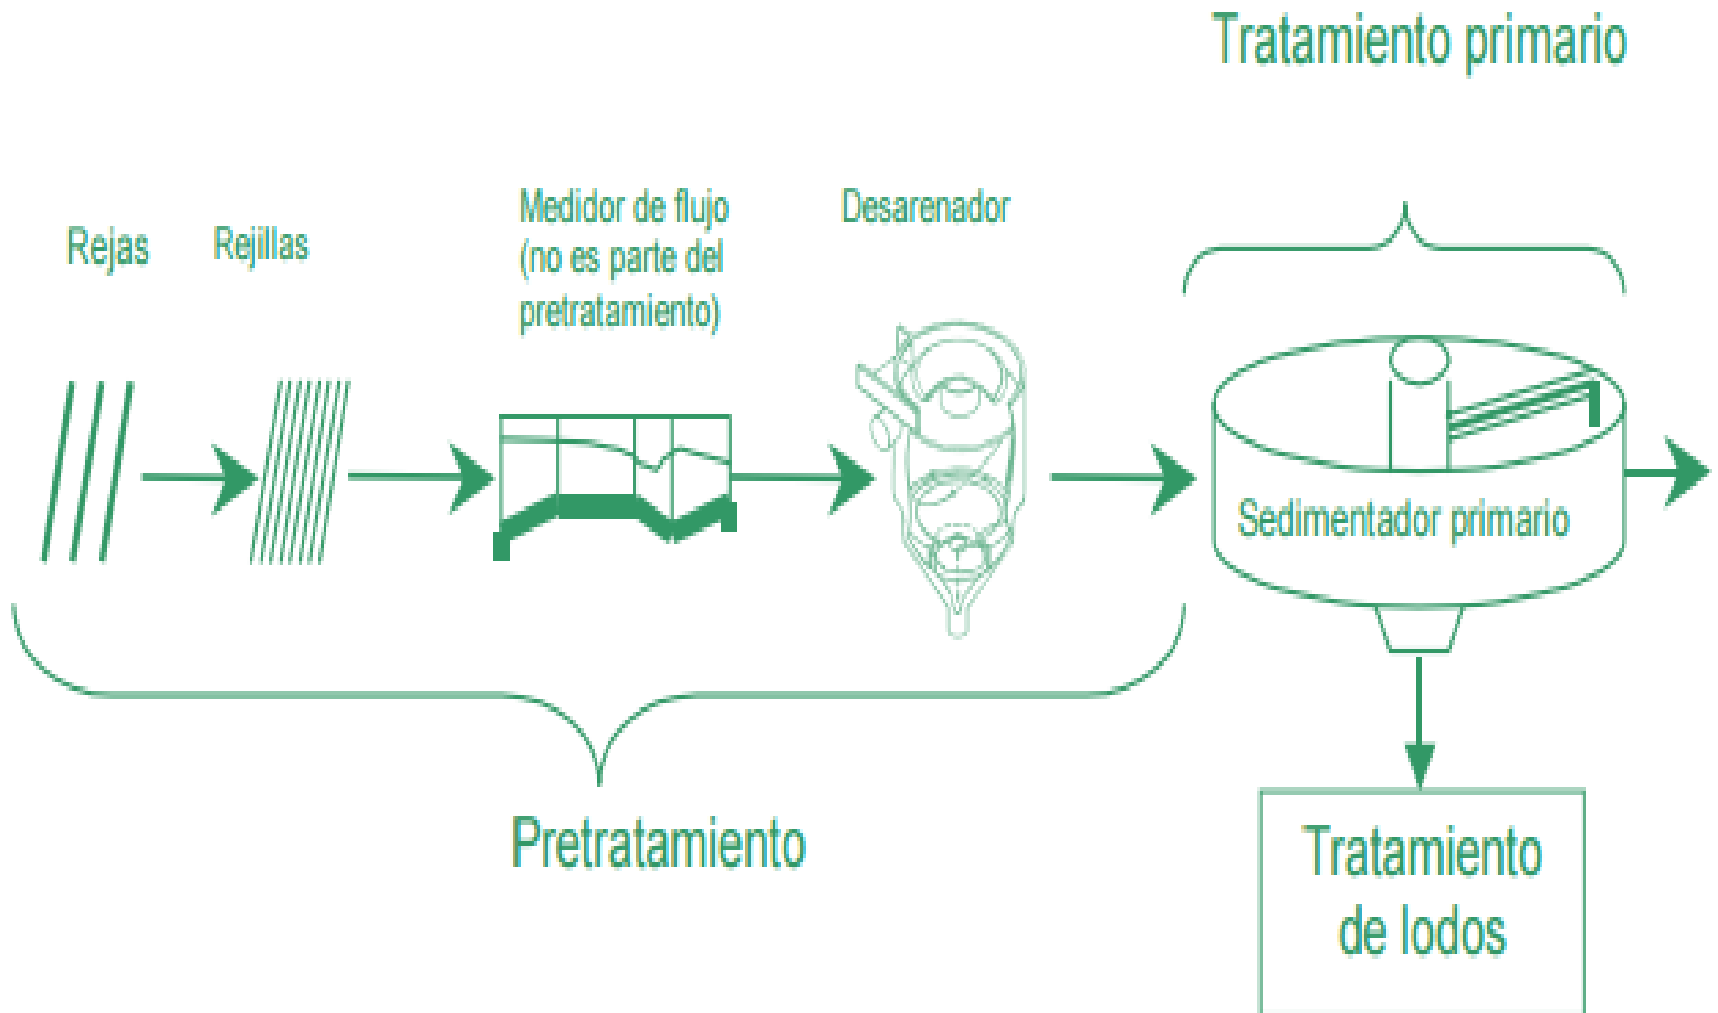 Tratamiento primario
Rejas
Rejillas
Medidor de flujo
(no es parte del
pretratamiento)
Desarenador
Sedimentador primario
Pretratamiento
Tratamiento
de lodos